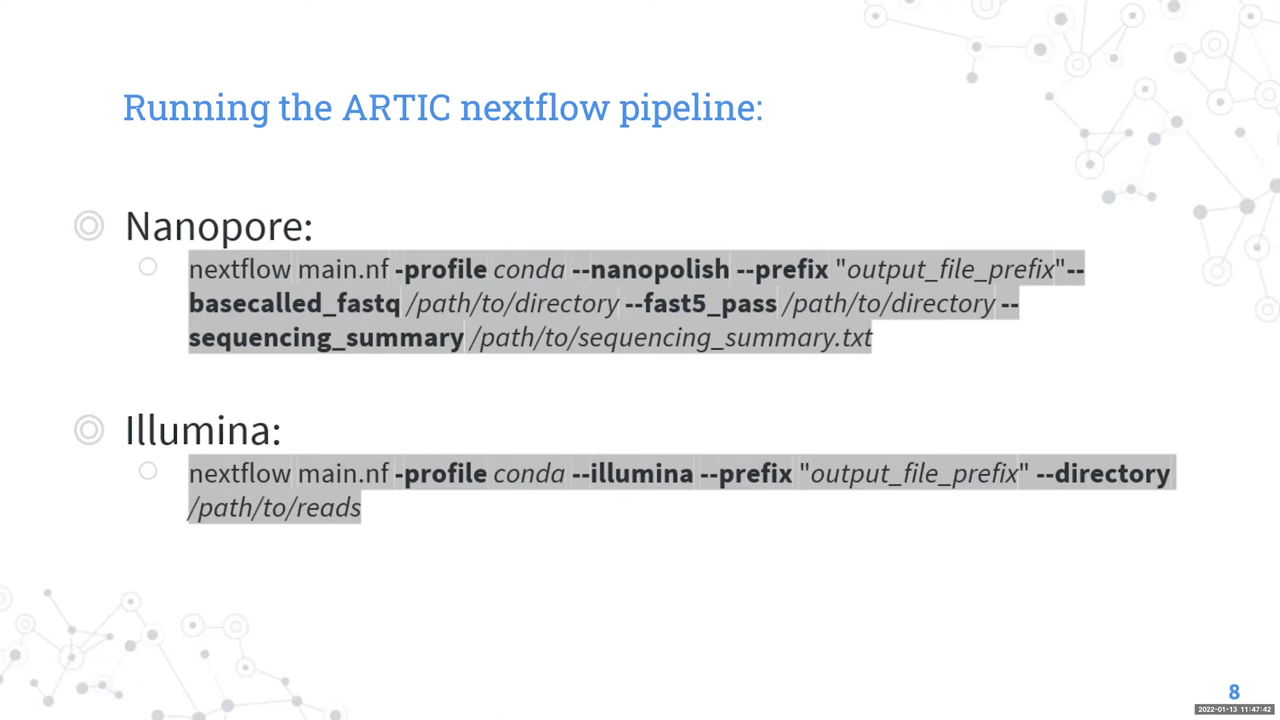 Running the ARTIC nextflow pipeline:
Nanopore:
nextflow main.nf -profile conda --nanopolish --prefix "output_file_prefix"--
basecalled_fastq /path/to/directory --fast5_pass /path/to/directory --
sequencing_summary /path/to/sequencing_summary.txt
Illumina:
nextflow main.nf -profile conda --illumina --prefix "output_file_prefix" --directory
/path/to/reads
8
2022-01-13 11:47:42